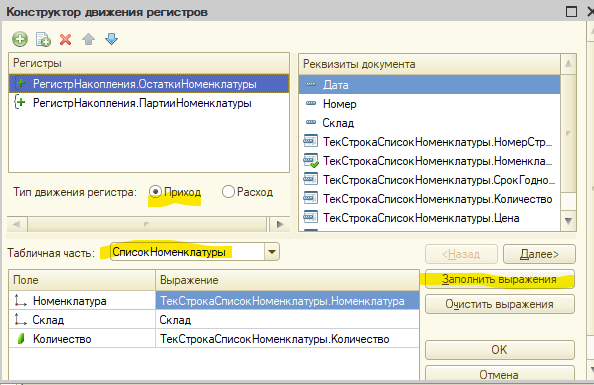 Конструктор движения регистров
Регистры
РегистрНакопления.ОстаткиНоменклатуры
РегистрНакопления.ПартииНоменклатуры
Тип движения регистра:
Приход
Расход
Реквизиты документа
Дата
Номер
Склад
ТекСтрокаСписокНоменклатуры.НомерСтр...
ТекСтрокаСписокНоменклатуры.Номенкла...
ТекСтрокаСписокНоменклатуры.СрокГодно...
ТекСтрокаСписокНоменклатуры.Количество
ТекСтрокаСписокНоменклатуры.Цена
Табличная часть:
СписокНоменклатуры
<Назад
Далее>
Поле Выражение
Номенклатура ТекСтрокаСписокНоменклатуры.Номенклатура
Склад Склад
Количество ТекСтрокаСписокНоменклатуры.Количество
Заполнить выражения
Очистить выражения
OK
Отмена